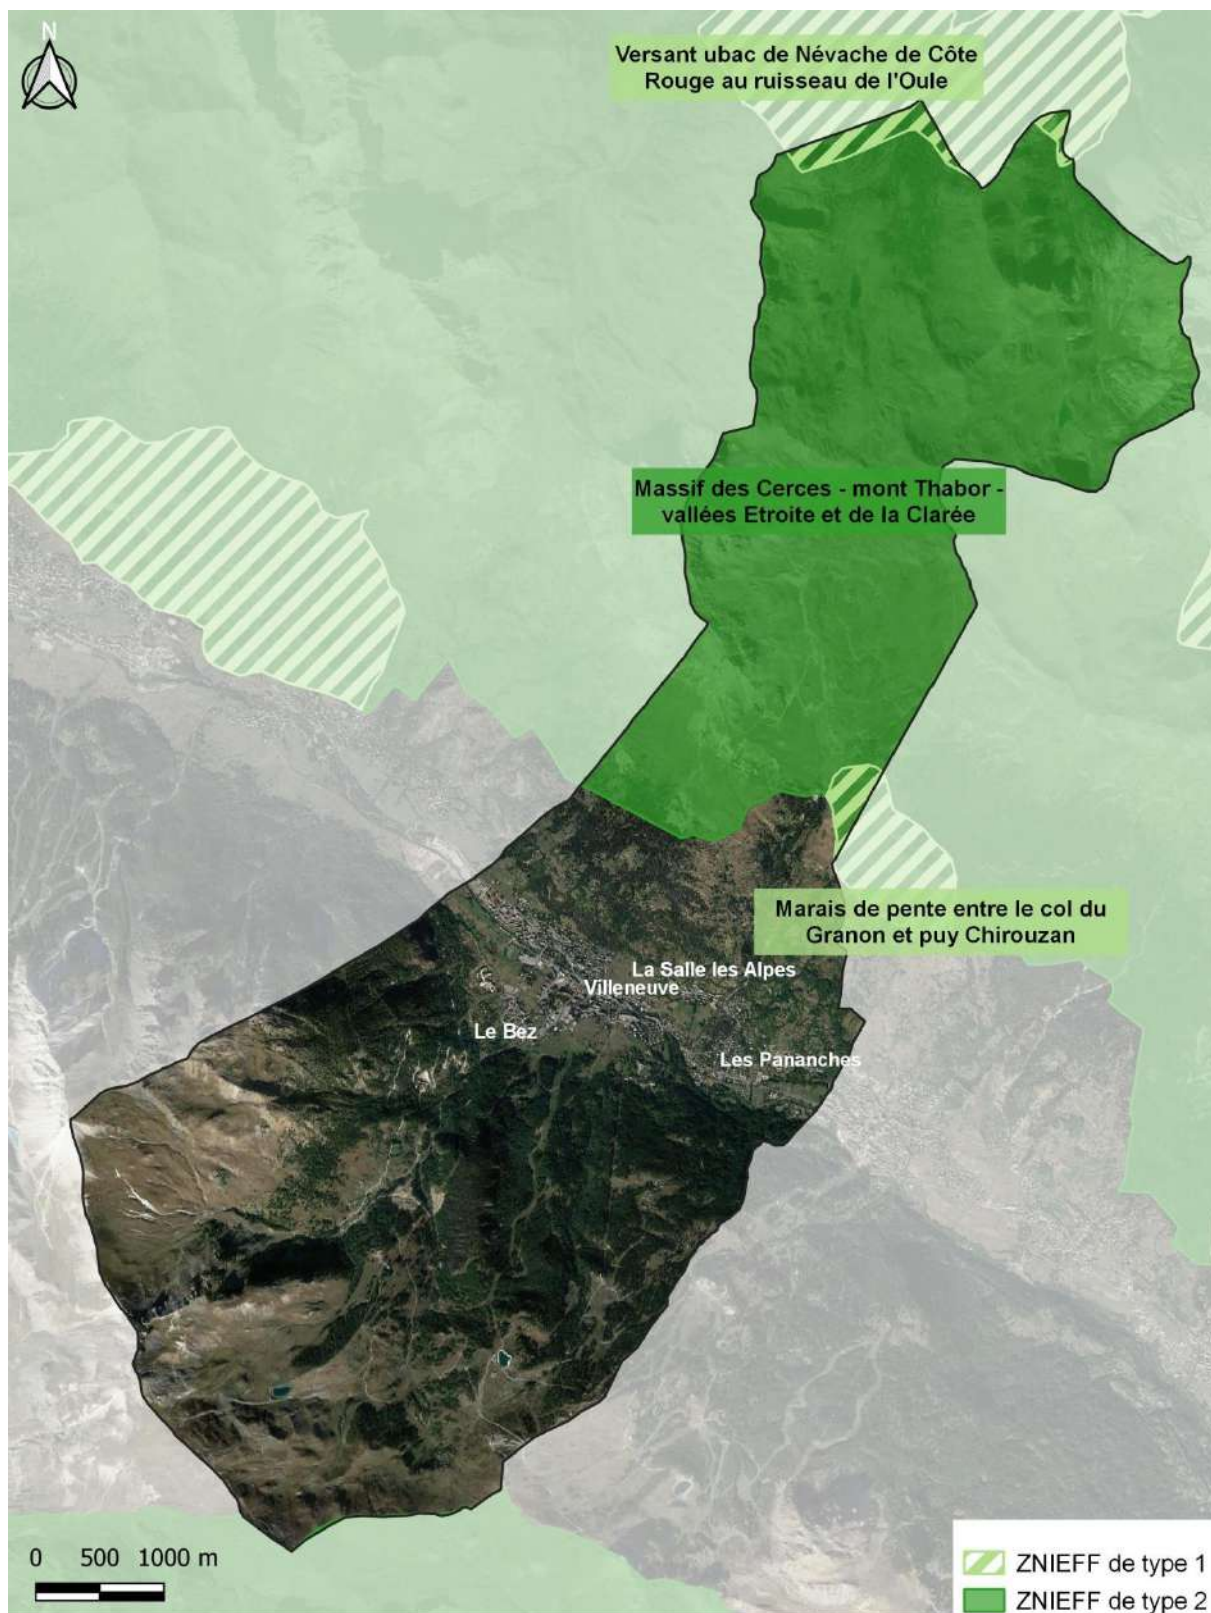 N
Versant ubac de Névache de Côte
Rouge au ruisseau de l'Oule
Massif des Cerces - mont Thabor -
vallées Etroite et de la Clarée
Marais de pente entre le col du
Granon et puy Chirouzan
La Salle les Alpes
Villeneuve
Le Bez
Les Pananches
0 500 1000 m
ZNIEFF de type 1
ZNIEFF de type 2